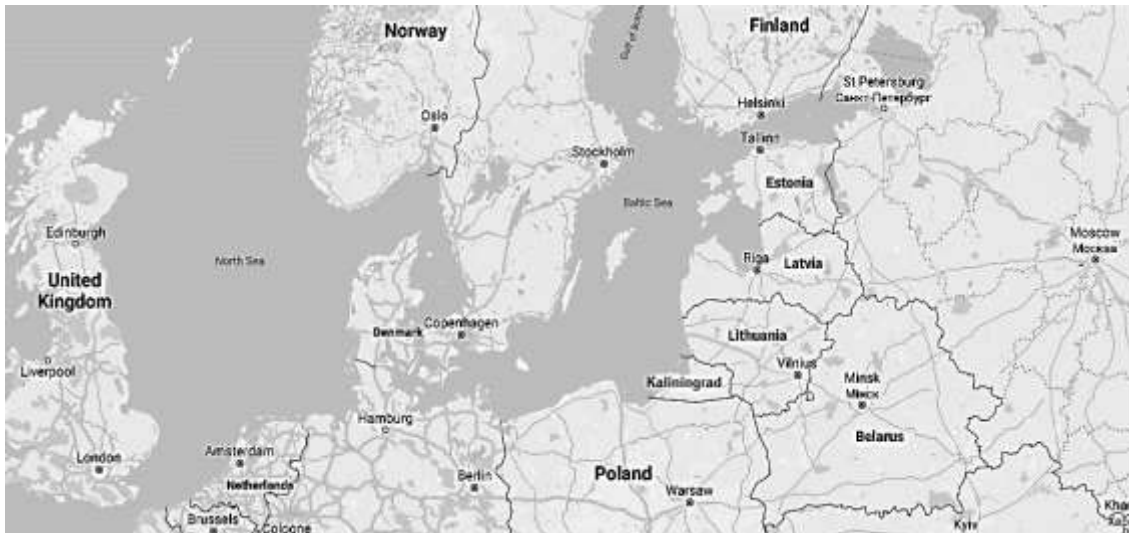 Norway
Finland
Gulf of
St Petersburg
Санкт-Петербург
Helsinki
Oslo
Tallinn
Stockholm
Estonia
Baltic Sea
Edinburgh
Moscow
Москва
North Sea
Riga
Latvia
United
Kingdom
Denmark
Copenhagen
Lithuania
Liverpool
Vilnius
Kaliningrad
Minsk
Мінск
Hamburg
Belarus
Amsterdam
London
Berlin
Poland
Netherlands
Warsaw
Brussels
Cologne
Kyiv